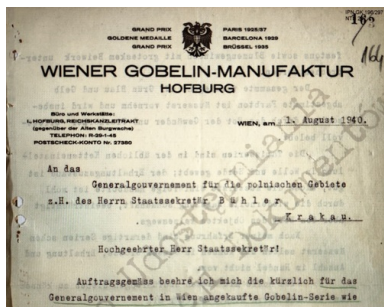 GRAND PRIX
GOLDENE MEDAILLE
GRAND PRIX
PARIS 1925/37
BARCELONA 1929
BRÜSSEL 1935
164
WIENER GOBELIN-MANUFAKTUR
HOFBURG
Büro und Werkstätte:
I., HOFBURG, REICHSKANZLEITRAKT
(gegenüber der Alten Burgwache)
TELEPHON: R-29-1-45
POSTSCHECK-KONTO Nr. 27380
WIEN, am 1. August 1940.
An das
Generalgouvernement für die polnischen Gebiete
z.H. des Herrn Staatssekretär Bühler
Krakau.
Hochgeehrter Herr Staatssekretär!
Auftragsgemäss beehre ich mich die kürzlich für das
Generalgouvernement in Wien angekaufte Gobelin-Serie wie